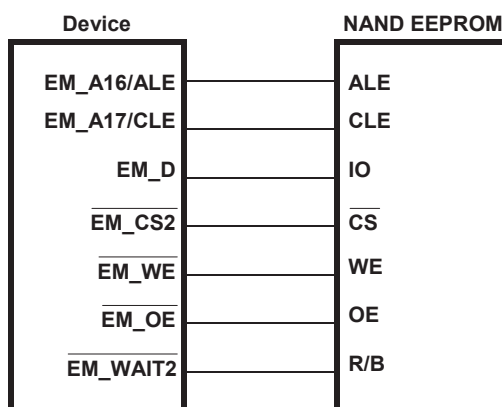 Device
NAND EEPROM
EM_A16/ALE
ALE
EM_A17/CLE
CLE
EM_D
IO
EM_CS2
CS
EM_WE
WE
EM_OE
OE
EM_WAIT2
R/B